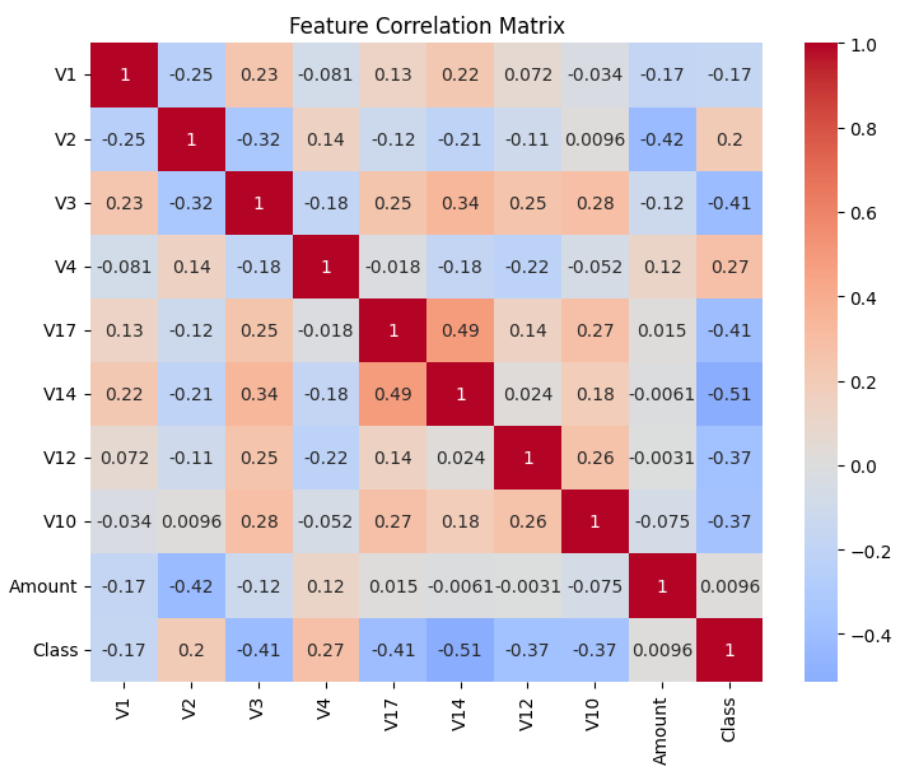 Feature Correlation Matrix
V1 1 -0.25 0.23 -0.081 0.13 0.22 0.072 -0.034 -0.17 -0.17
V2 -0.25 1 -0.32 0.14 -0.12 -0.21 -0.11 0.0096 -0.42 0.2
V3 0.23 -0.32 1 -0.18 0.25 0.34 0.25 0.28 -0.12 -0.41
V4 -0.081 0.14 -0.18 1 -0.018 -0.18 -0.22 -0.052 0.12 0.27
V17 0.13 -0.12 0.25 -0.018 1 0.49 0.14 0.27 0.015 -0.41
V14 0.22 -0.21 0.34 -0.18 0.49 1 0.024 0.18 -0.0061 -0.51
V12 0.072 -0.11 0.25 -0.22 0.14 0.024 1 0.26 -0.0031 -0.37
V10 -0.034 0.0096 0.28 -0.052 0.27 0.18 0.26 1 -0.075 -0.37
Amount -0.17 -0.42 -0.12 0.12 0.015 -0.0061 -0.0031 -0.075 1 0.0096
Class -0.17 0.2 -0.41 0.27 -0.41 -0.51 -0.37 -0.37 0.0096 1
V1 V2 V3 V4 V17 V14 V12 V10 Amount Class
1.0
0.8
0.6
0.4
0.2
0.0
−0.2
−0.4